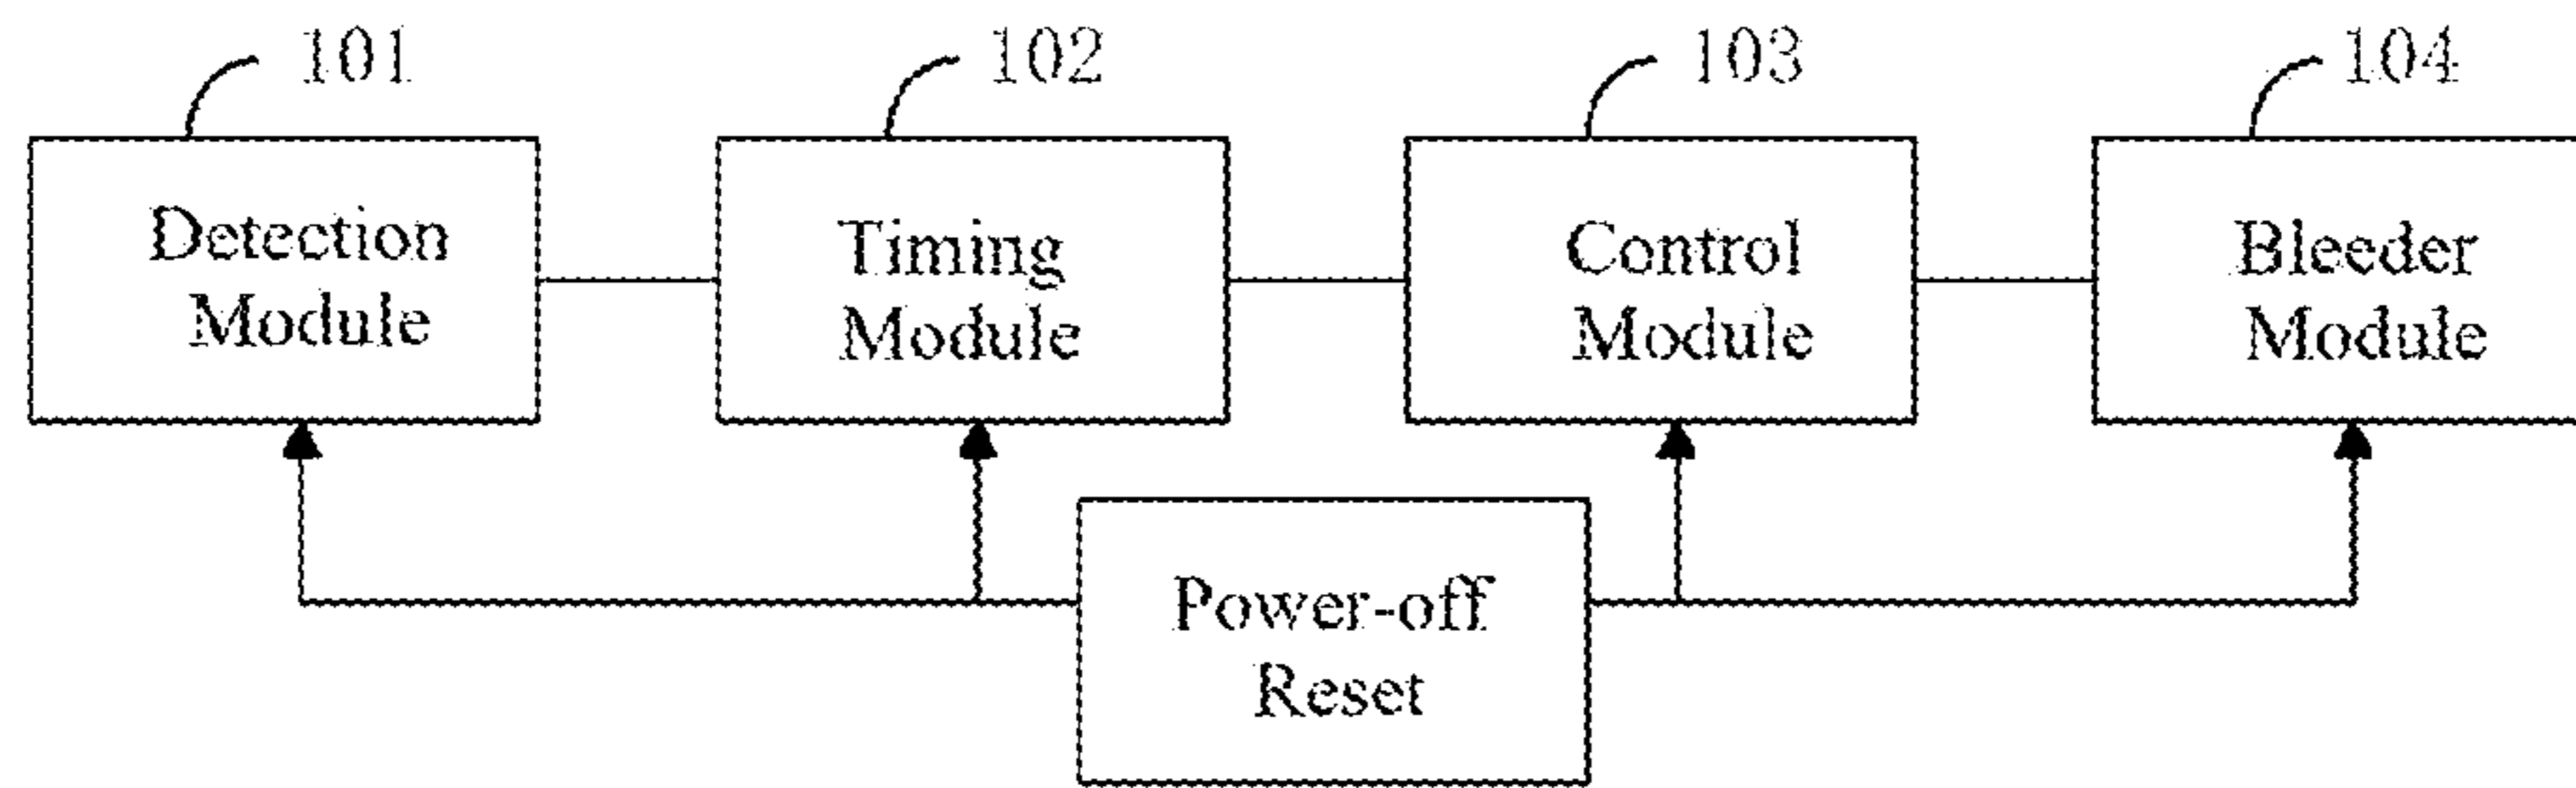 101
102
103
104
Detection
Module
Timing
Module
Control
Module
Bleeder
Module
Power-off
Reset